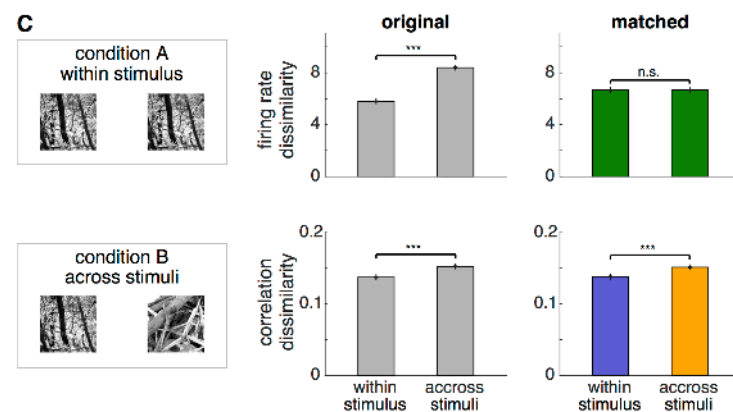 C
condition A
within stimulus
condition B
across stimuli
original
matched
firing rate
dissimilarity
8
4
0
***
8
4
0
n.s.
correlation
dissimilarity
0.2
0.1
0
***
within
stimulus
accross
stimuli
0.2
0.1
0
***
within
stimulus
accross
stimuli